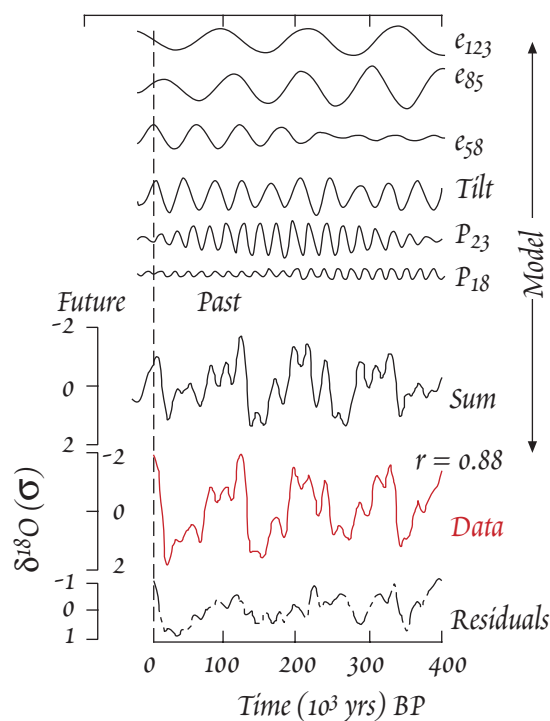 e123
e85
e58
Tilt
P23
P18
Model
Future Past
-2
0
2
Sum
δ¹⁸O (σ)
-2
0
2
r = 0.88
Data
-1
0
1
Residuals
0 100 200 300 400
Time (10³ yrs) BP